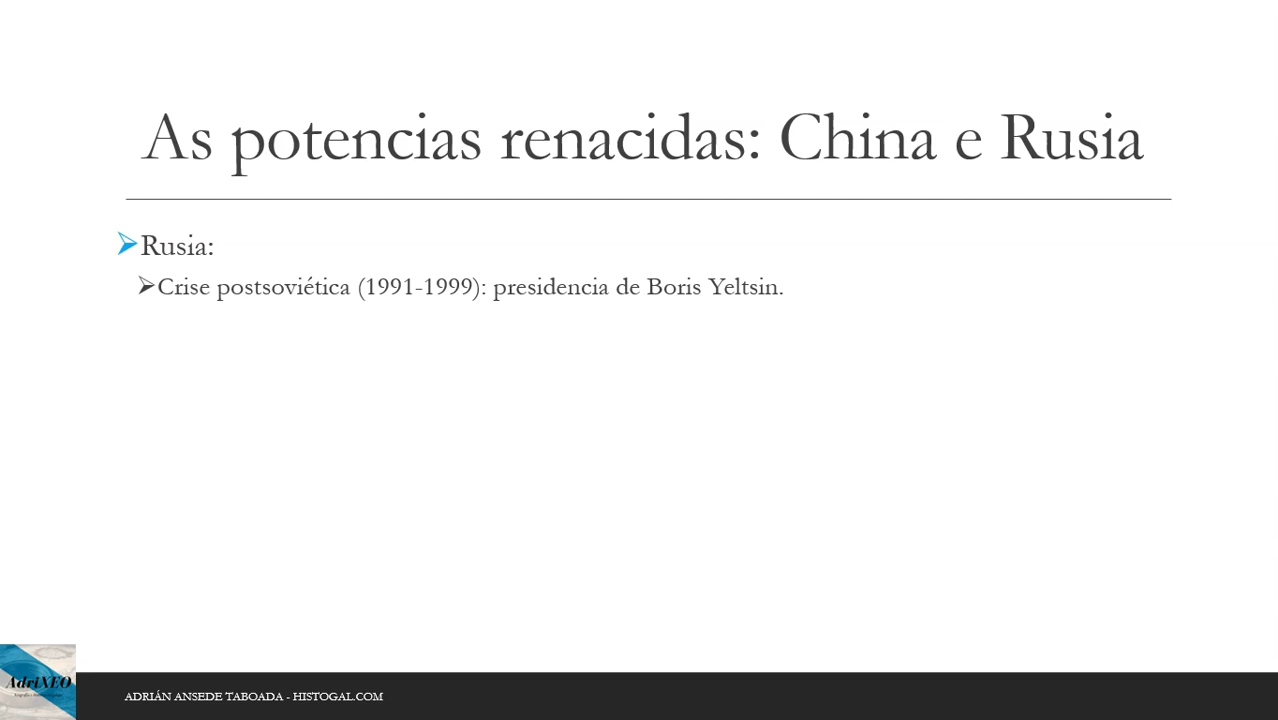 As potencias renacidas: China e Rusia
Rusia:
Crise postsoviética (1991-1999): presidencia de Boris Yeltsin.
AdriXEO
ADRIÁN ANSEDE TABOADA - HISTOGAL.COM